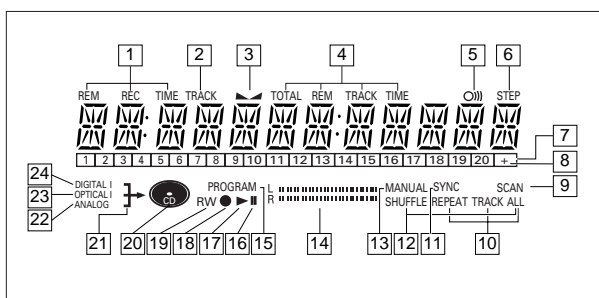 1 2 3 4 5 6
REM REC TIME TRACK TOTAL REM TRACK TIME STEP
1 2 3 4 5 6 7 8 9 10 11 12 13 14 15 16 17 18 19 20 +
7
8
24 DIGITAL I PROGRAM L MANUAL SYNC SCAN 9
23 OPTICAL I CD RW R SHUFFLE REPEAT TRACK ALL
22 ANALOG
21 20 19 18 17 16 15 14 13 12 11 10